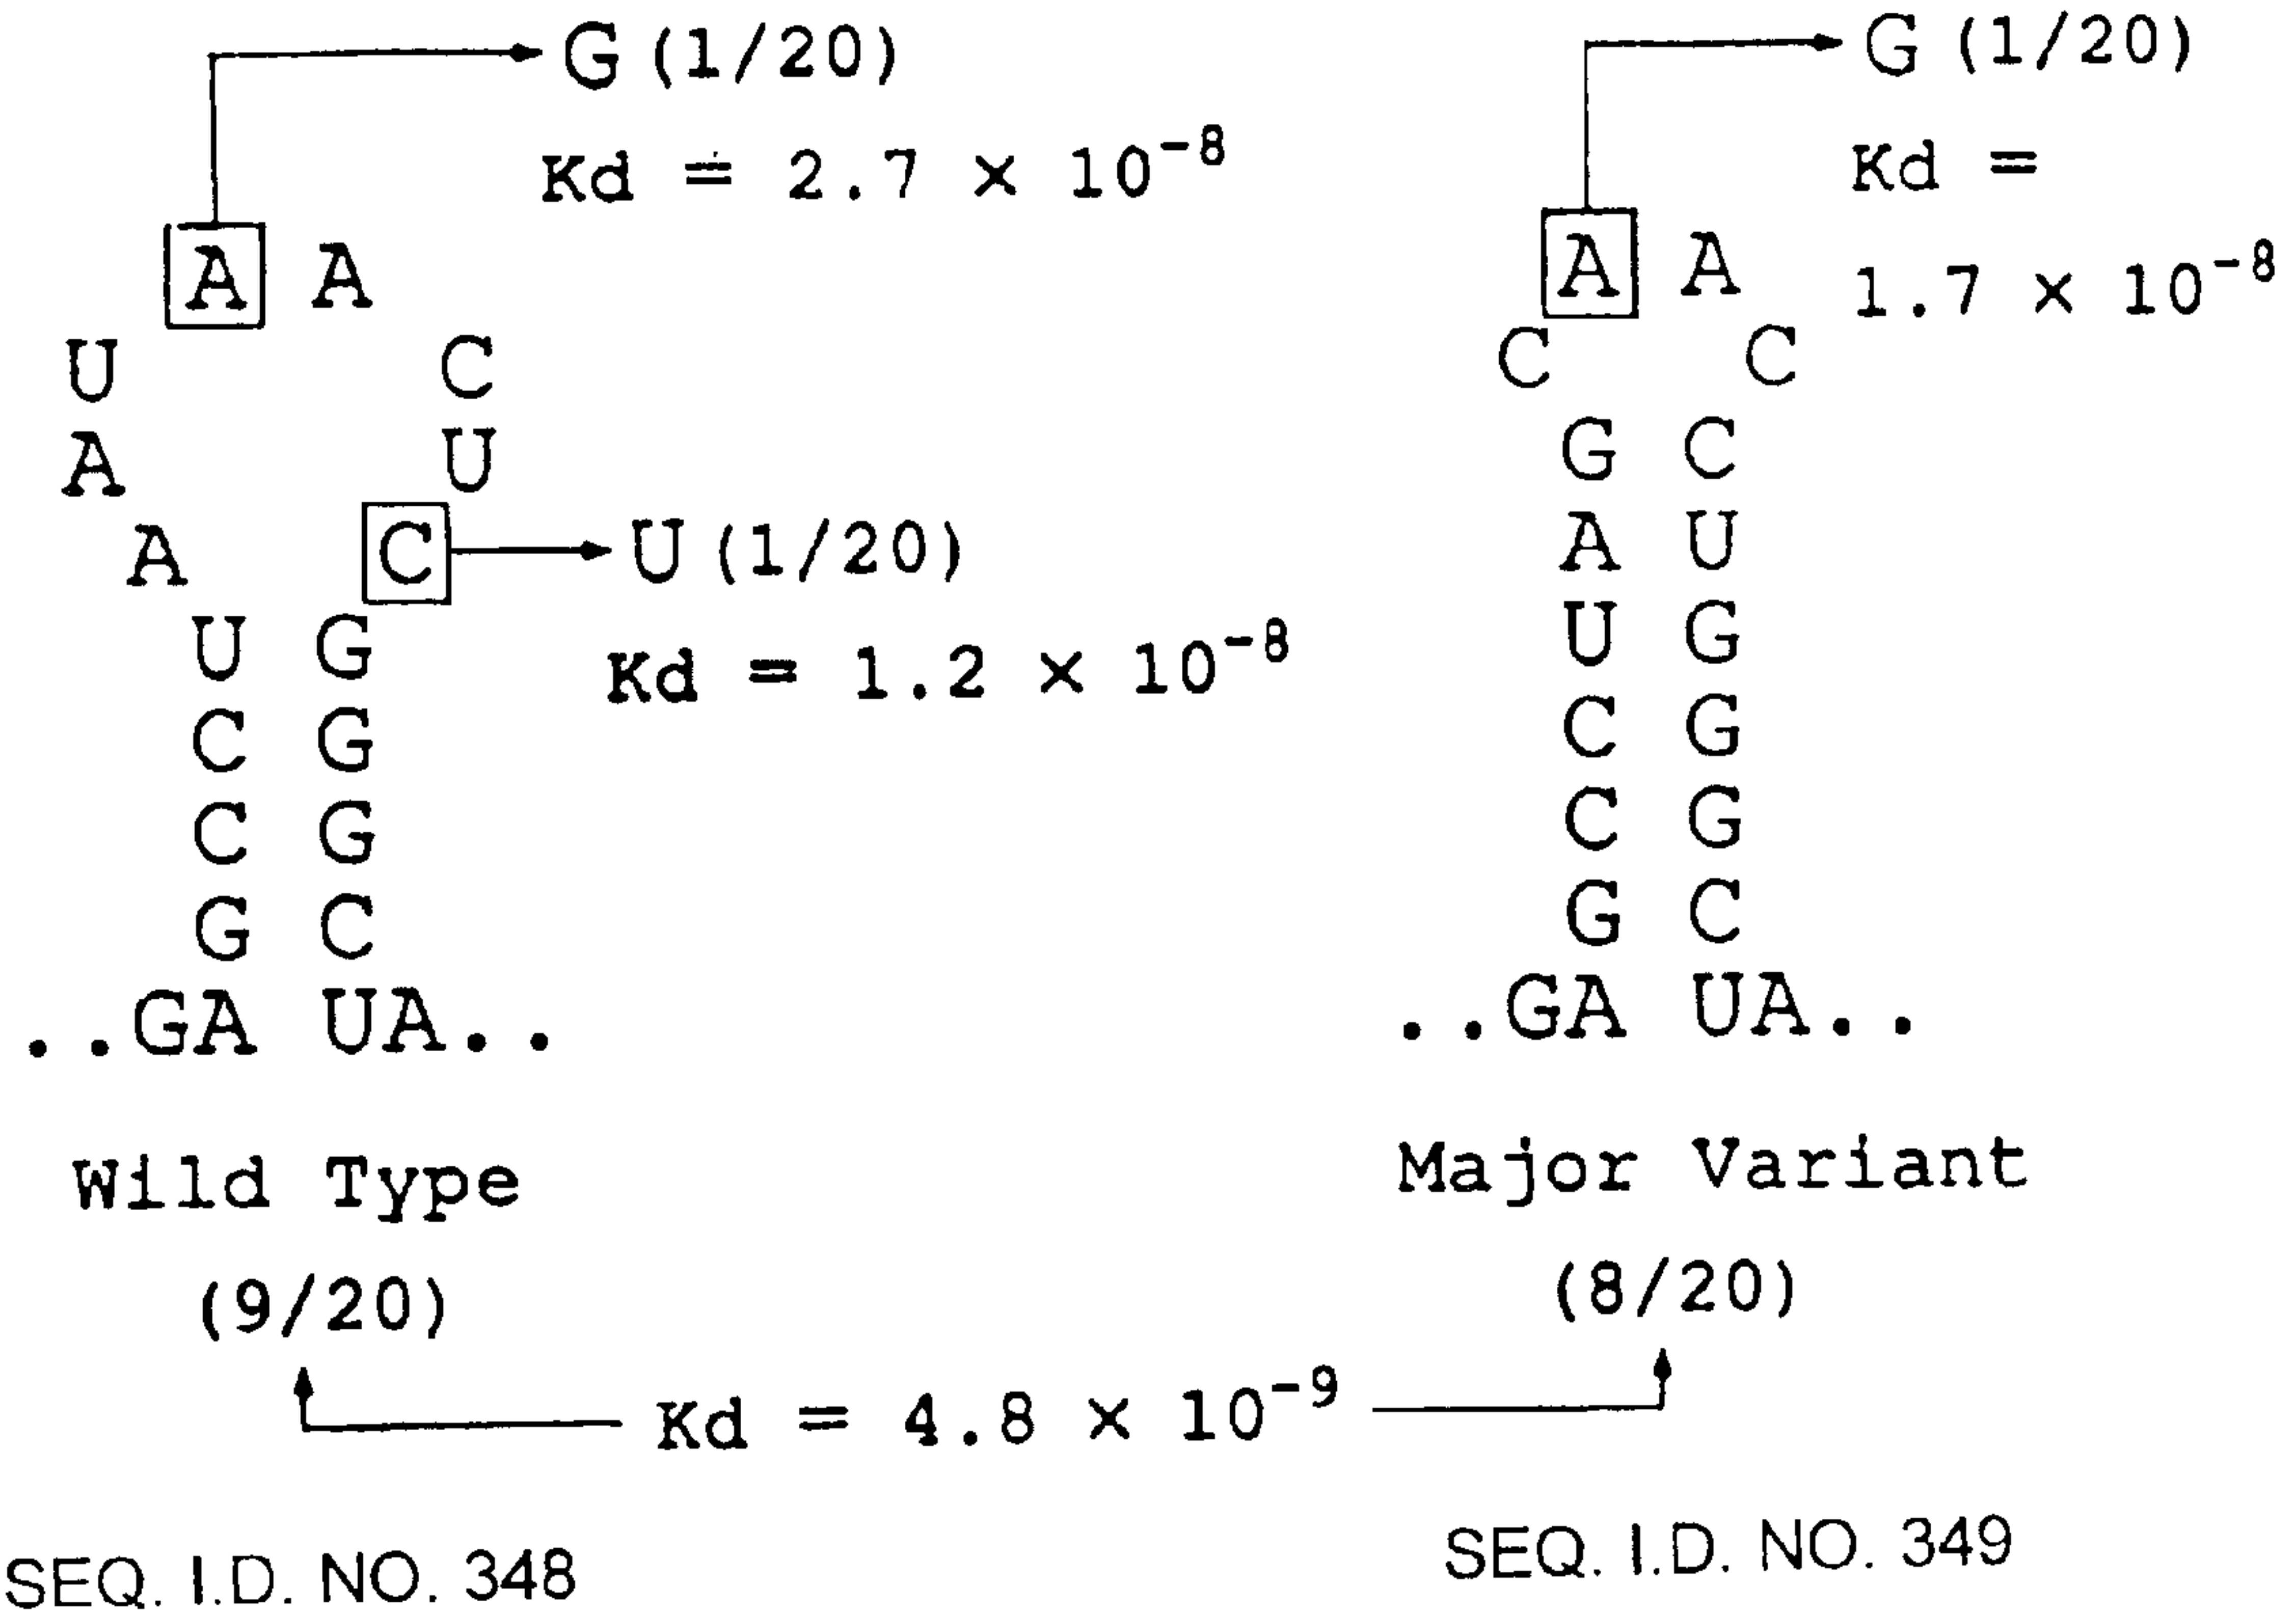 G (1/20)
Kd = 2.7 × 10⁻⁸
A A
U C
A U
A C U (1/20)
U G
Kd = 1.2 × 10⁻⁸
C G
C G
G C
..GA UA..
Wild Type
(9/20)
G (1/20)
Kd =
1.7 × 10⁻⁸
A A
C C
G C
A U
U G
C G
C G
G C
..GA UA..
Major Variant
(8/20)
Kd = 4.8 × 10⁻⁹
SEQ. I.D. NO. 348
SEQ. I.D. NO. 349